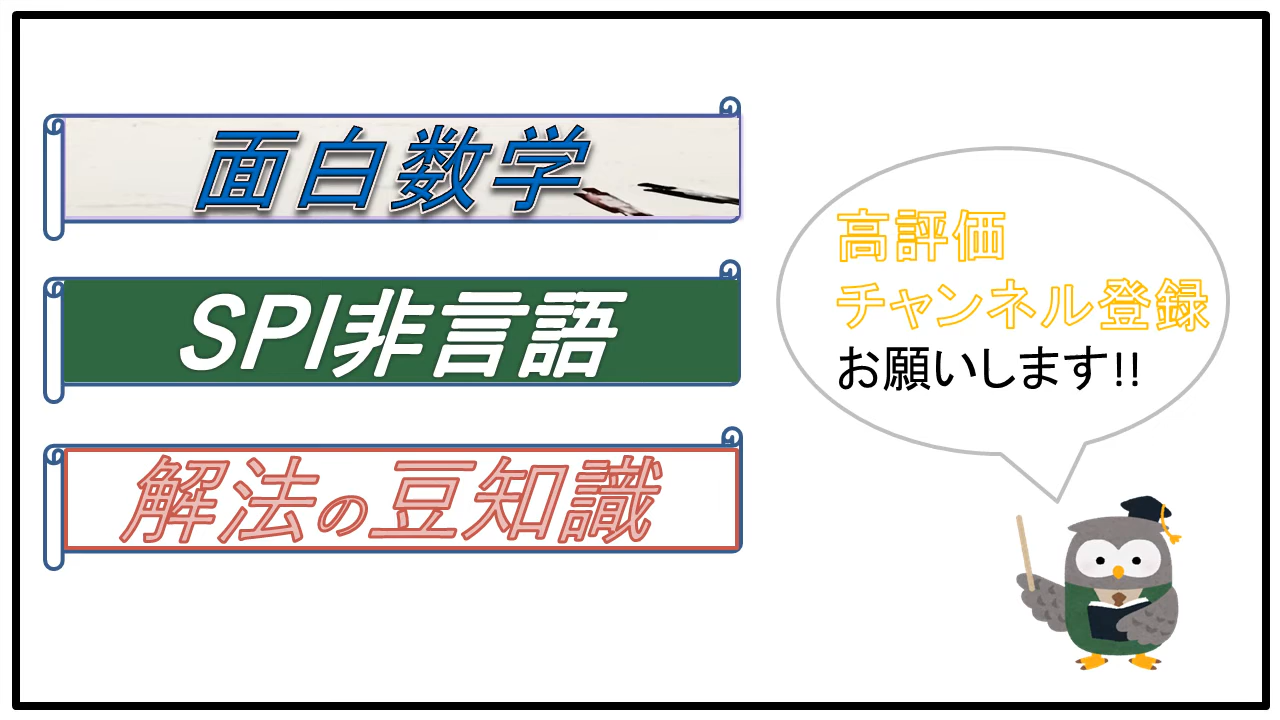 面白数学
SPI非言語
解法の豆知識
高評価
チャンネル登録
お願いします!!